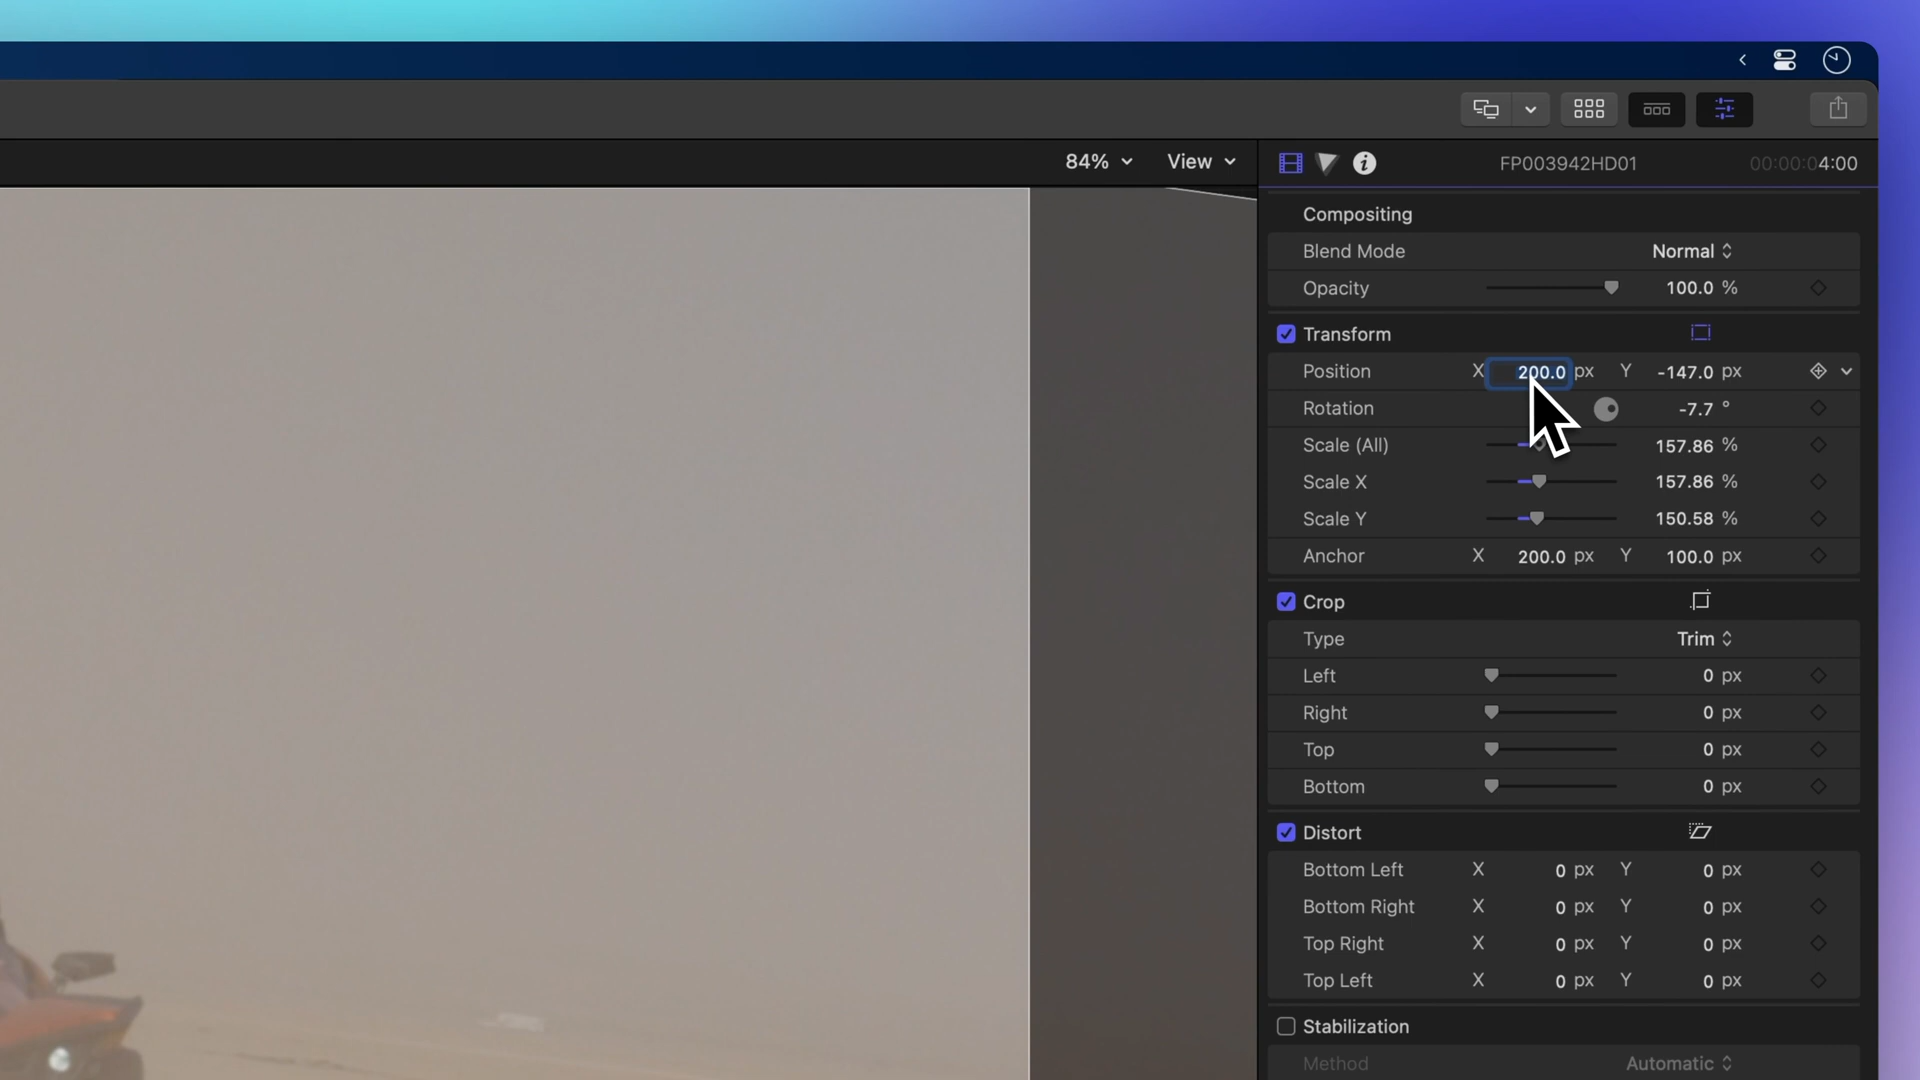 84% View FP003942HD01 00:00:04:00
Compositing
Blend Mode Normal
Opacity 100.0 %
Transform
Position X 200.0 px Y -147.0 px
Rotation -7.7 °
Scale (All) 157.86 %
Scale X 157.86 %
Scale Y 150.58 %
Anchor X 200.0 px Y 100.0 px
Crop
Type Trim
Left 0 px
Right 0 px
Top 0 px
Bottom 0 px
Distort
Bottom Left X 0 px Y 0 px
Bottom Right X 0 px Y 0 px
Top Right X 0 px Y 0 px
Top Left X 0 px Y 0 px
Stabilization
Method Automatic